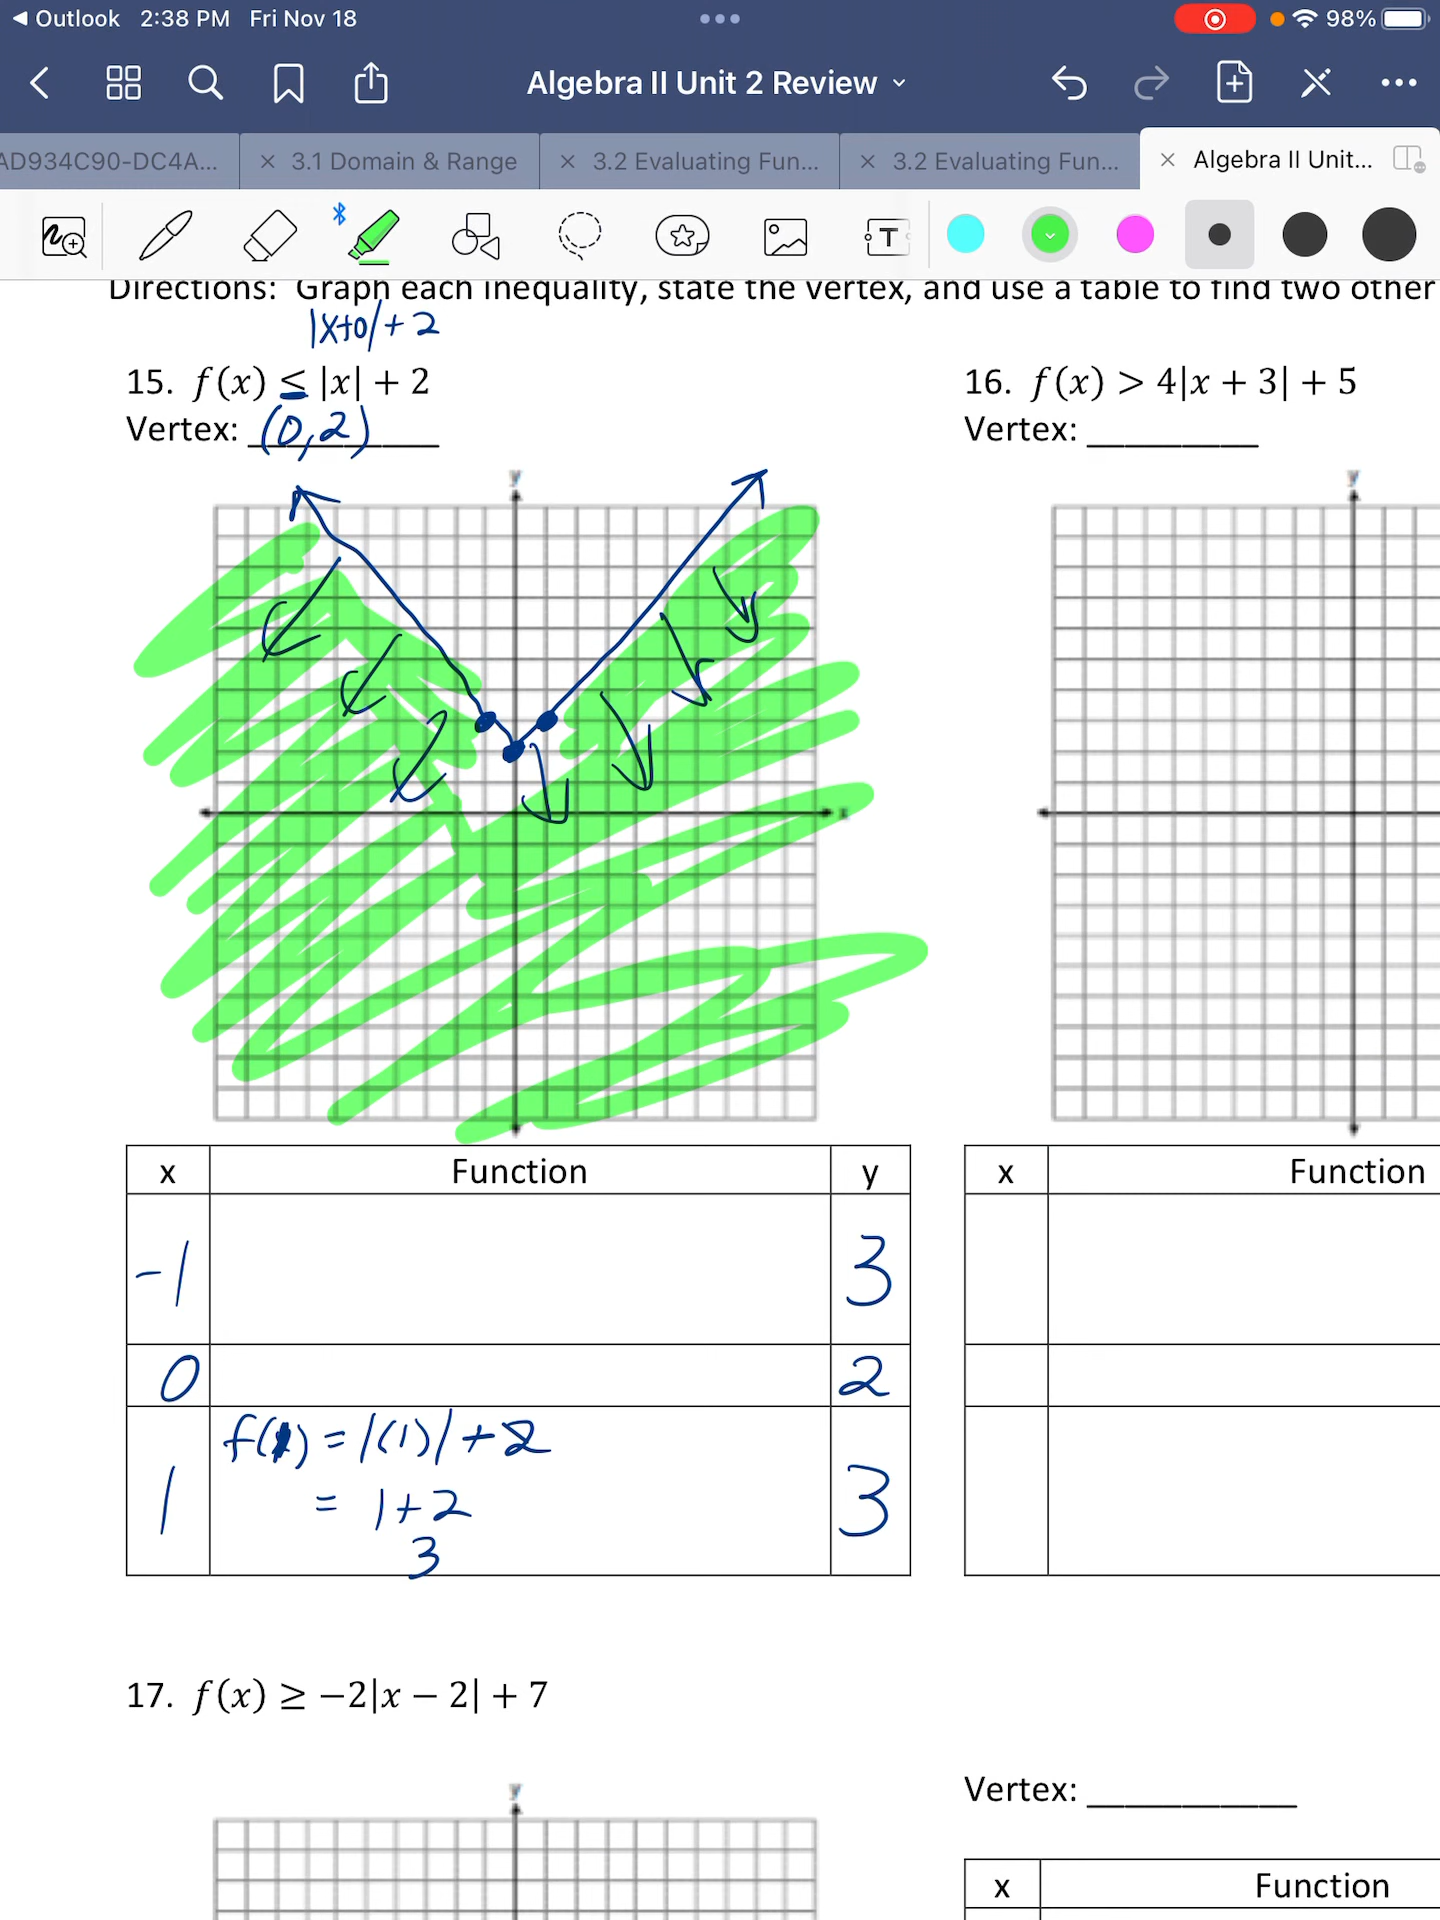 Outlook 2:38 PM Fri Nov 18 98%
Algebra II Unit 2 Review
AD934C90-DC4A... 3.1 Domain & Range 3.2 Evaluating Fun... 3.2 Evaluating Fun... Algebra II Unit...
T
Directions: Graph each inequality, state the vertex, and use a table to find two other
|x+0|+2
15. f(x) ≤ |x| + 2
Vertex: (0,2)
y
x
x Function y
-1 3
0 2
1 f(1) = |(1)|+2 3
= 1+2
3
16. f(x) > 4|x + 3| + 5
Vertex: __________
y
x Function
17. f(x) ≥ −2|x − 2| + 7
y
Vertex: ___________
x Function